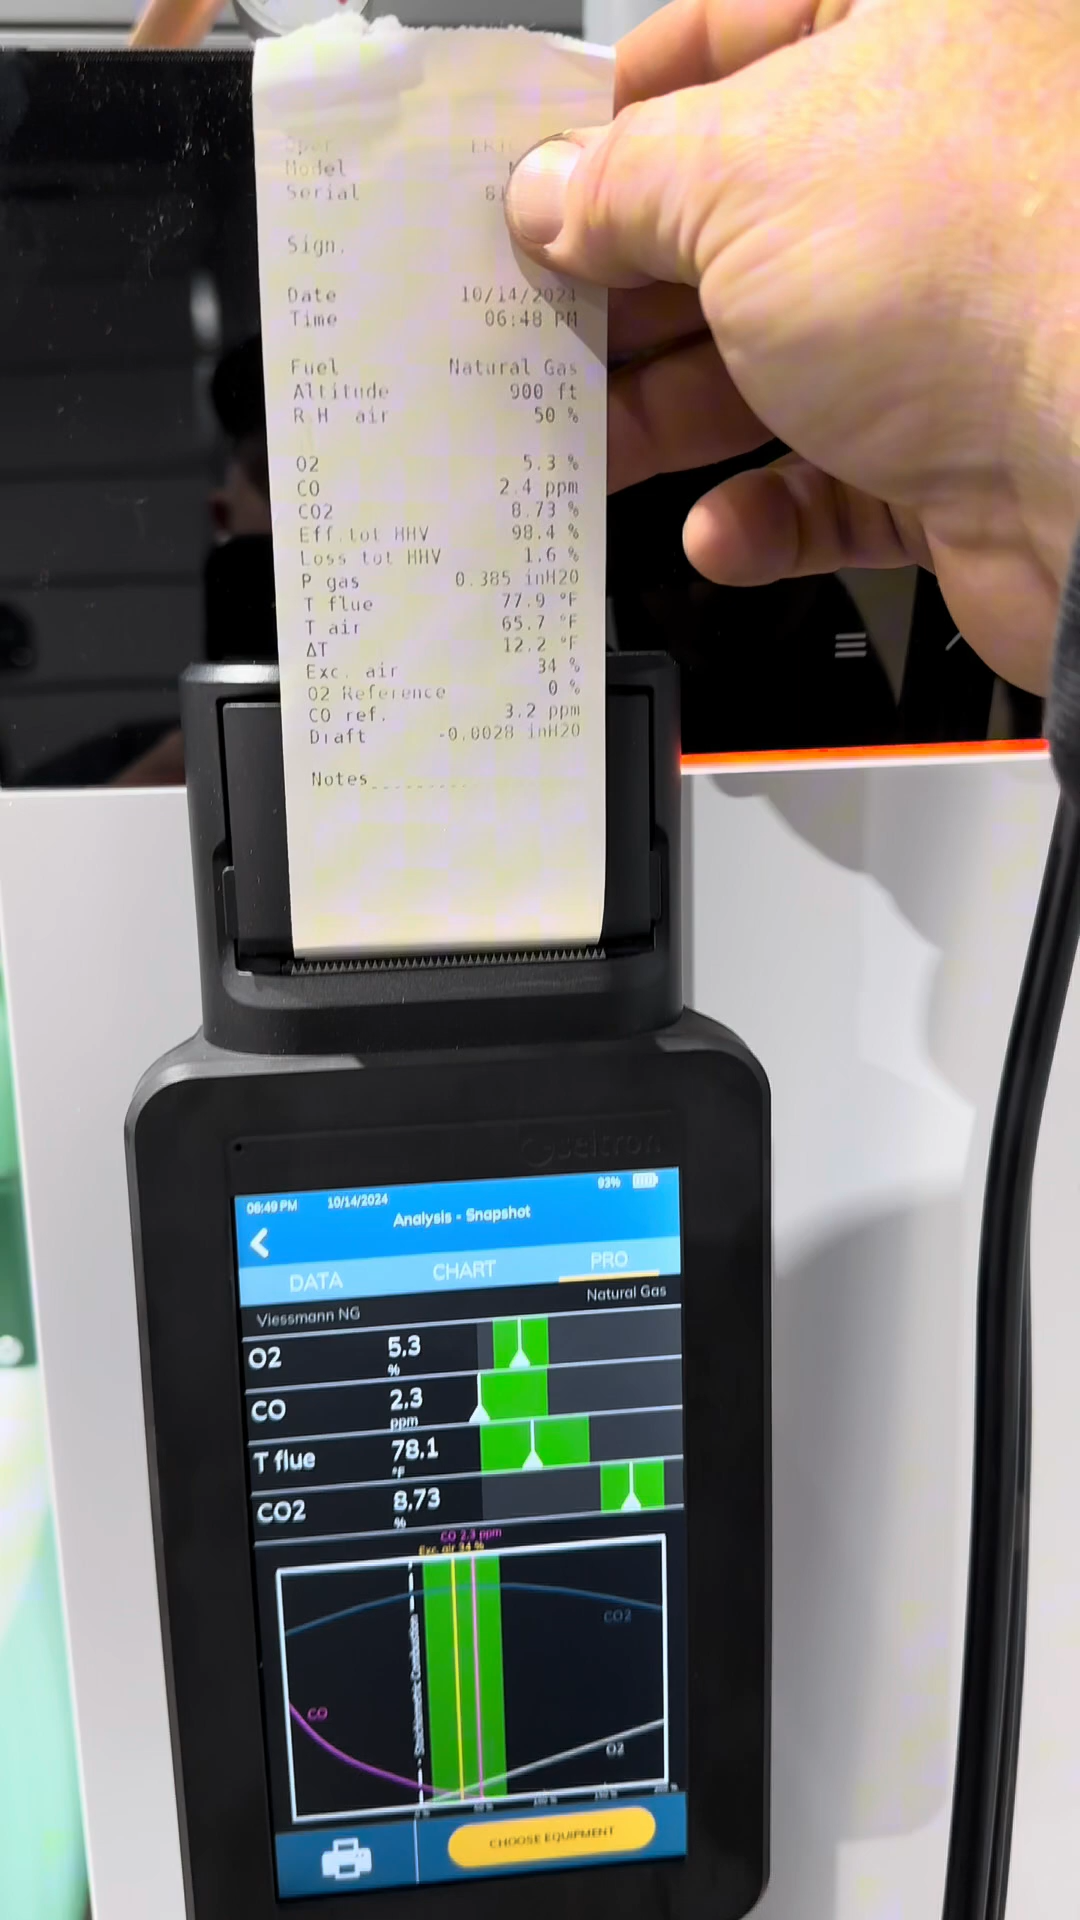 Oper
Model
Serial
Sign.
Date 10/14/2024
Time 06:48 PM
Fuel Natural Gas
Altitude 900 ft
R.H. air 50 %
O2 5.3 %
CO 2.4 ppm
CO2 8.73 %
Eff.tot HHV 98.4 %
Loss tot HHV 1.6 %
P gas 0.385 inH2O
T flue 77.9 °F
T air 65.7 °F
ΔT 12.2 °F
Exc. air 34 %
O2 Reference 0 %
CO ref. 3.2 ppm
Draft -0.0028 inH2O
Notes
seitron
06:49 PM 10/14/2024 93%
Analysis - Snapshot
DATA CHART PRO
Viessmann NG Natural Gas
O2 5.3 %
CO 2.3 ppm
T flue 78.1 °F
CO2 8.73 %
CO 2.3 ppm
Exc. air 34 %
CO2
Stoichiometric Combustion
CO
O2
CHOOSE EQUIPMENT